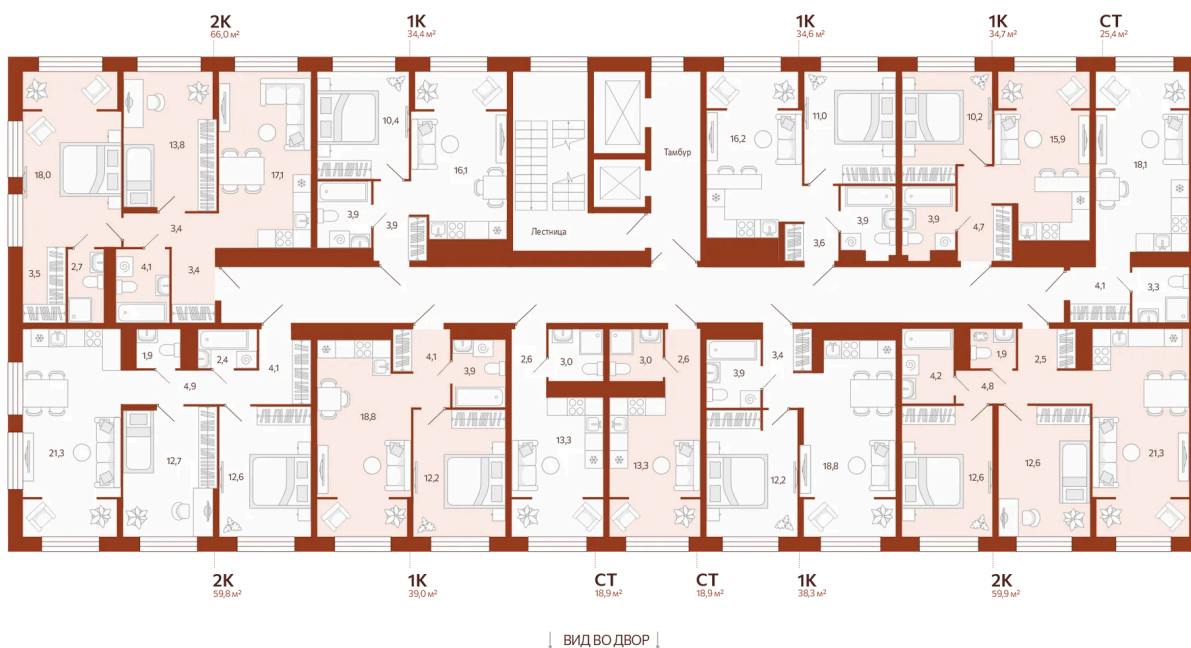 2К
66,0 м²
1К
34,4 м²
1К
34,6 м²
1К
34,7 м²
СТ
25,4 м²
18,0
13,8
17,1
3,4
3,5
2,7
4,1
3,4
10,4
16,1
3,9
3,9
Лестница
Тамбур
16,2
11,0
3,6
3,9
10,2
15,9
3,9
4,7
18,1
4,1
3,3
21,3
1,9
4,9
2,4
4,1
12,7
12,6
18,8
4,1
3,9
12,2
2,6
3,0
13,3
3,0
2,6
13,3
3,9
3,4
12,2
18,8
4,2
1,9
4,8
2,5
12,6
12,6
21,3
2К
59,8 м²
1К
39,0 м²
СТ
18,9 м²
СТ
18,9 м²
1К
38,3 м²
2К
59,9 м²
ВИД ВО ДВОР